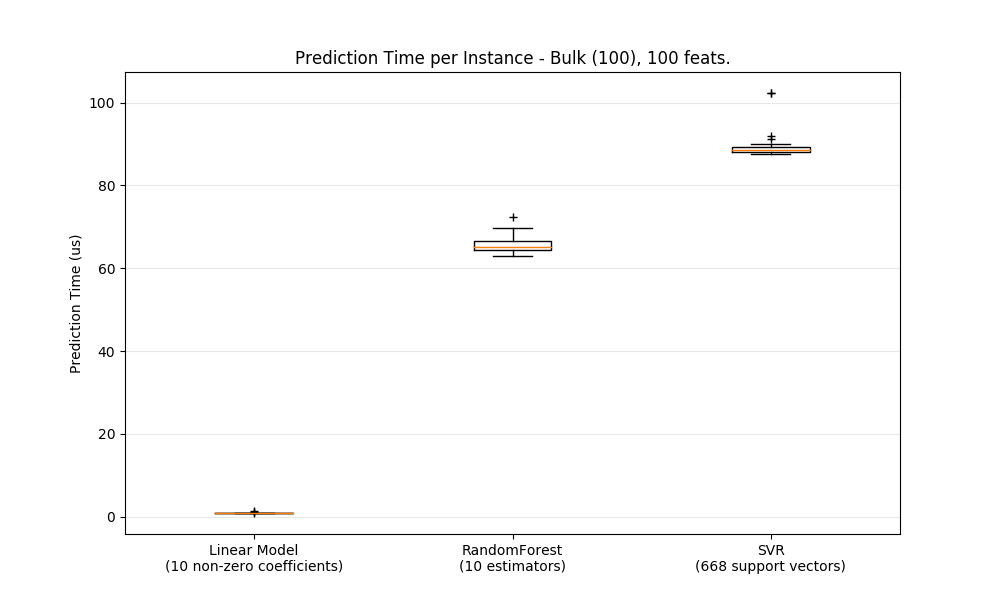 Prediction Time per Instance - Bulk (100), 100 feats.
Prediction Time (us)
100
80
60
40
20
0
Linear Model
(10 non-zero coefficients)
RandomForest
(10 estimators)
SVR
(668 support vectors)